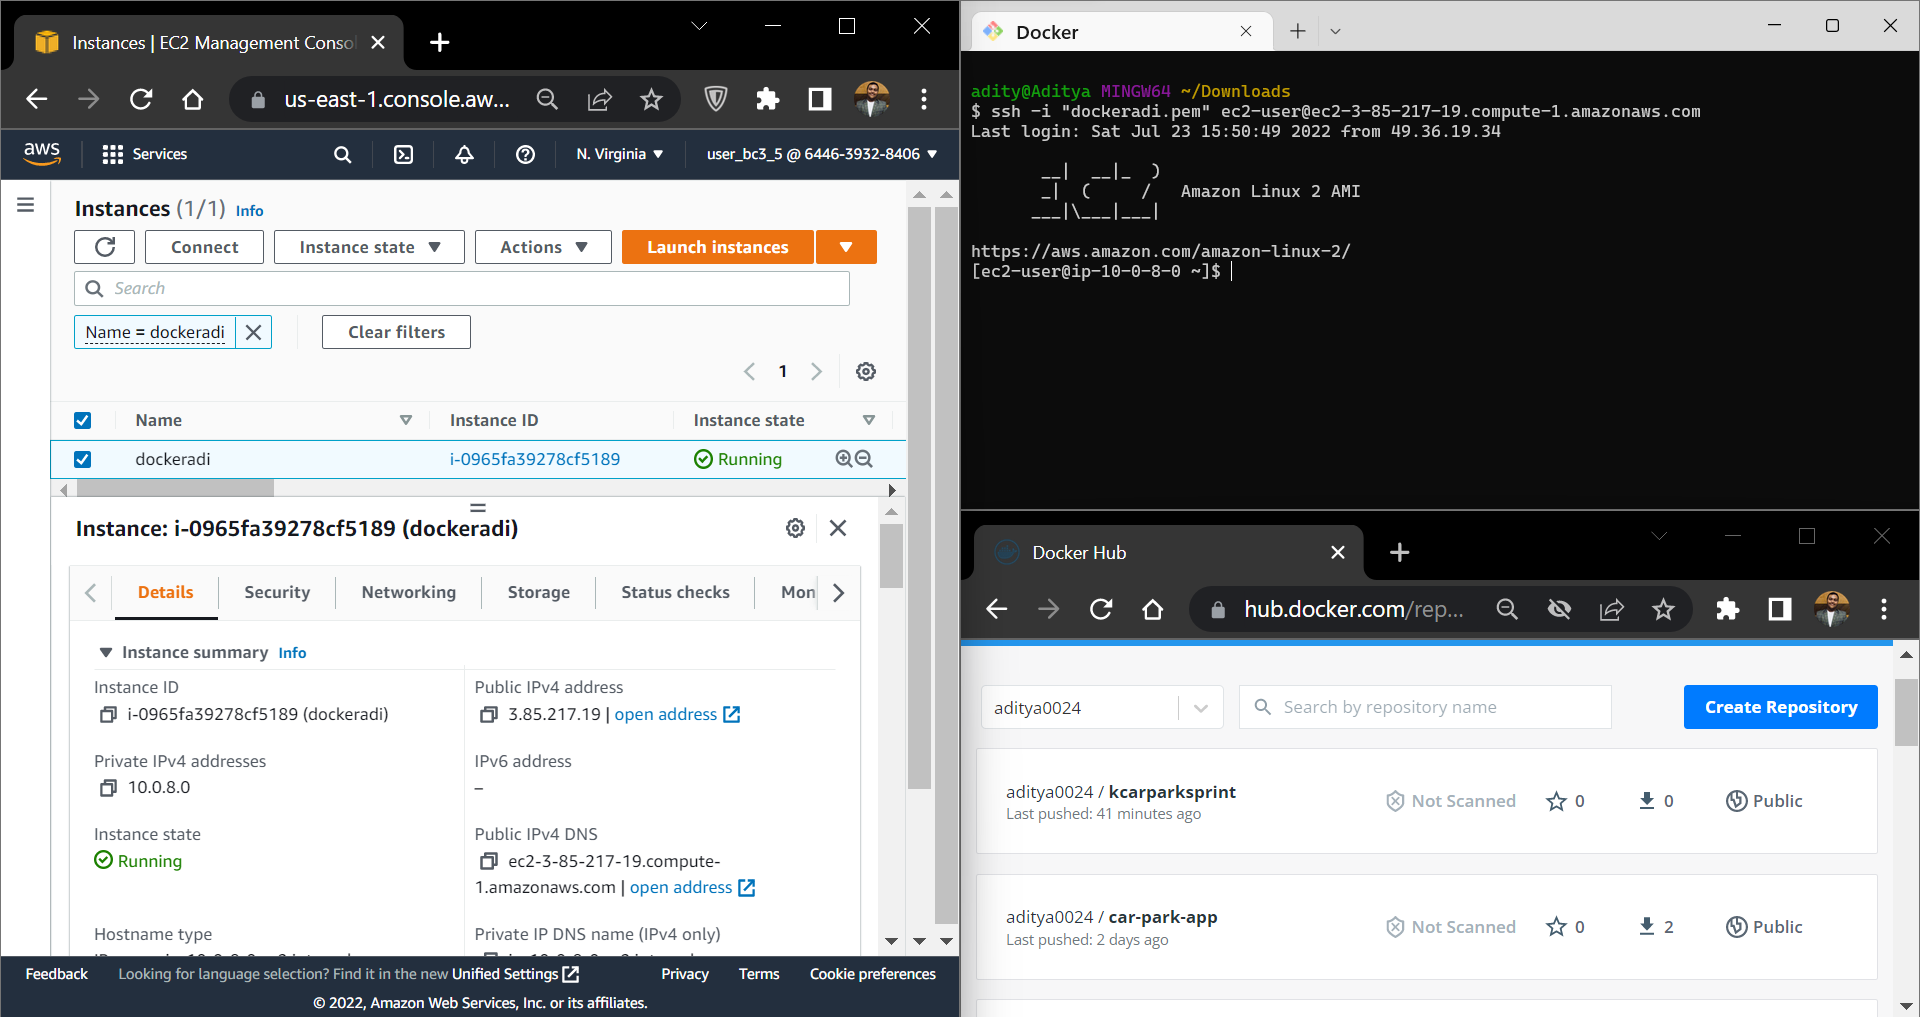 Instances | EC2 Management Conso
us-east-1.console.aw...
aws
Services
N. Virginia
user_bc3_5 @ 6446-3932-8406
Instances (1/1) Info
Connect
Instance state
Actions
Launch instances
Search
Name = dockeradi
Clear filters
1
Name
Instance ID
Instance state
dockeradi
i-0965fa39278cf5189
Running
Instance: i-0965fa39278cf5189 (dockeradi)
Details
Security
Networking
Storage
Status checks
Mon
Instance summary Info
Instance ID
i-0965fa39278cf5189 (dockeradi)
Public IPv4 address
3.85.217.19 | open address
Private IPv4 addresses
10.0.8.0
IPv6 address
–
Instance state
Running
Public IPv4 DNS
ec2-3-85-217-19.compute-
1.amazonaws.com | open address
Hostname type
Private IP DNS name (IPv4 only)
Feedback
Looking for language selection? Find it in the new Unified Settings
Privacy
Terms
Cookie preferences
© 2022, Amazon Web Services, Inc. or its affiliates.
Docker
adity@Aditya MINGW64 ~/Downloads
$ ssh -i "dockeradi.pem" ec2-user@ec2-3-85-217-19.compute-1.amazonaws.com
Last login: Sat Jul 23 15:50:49 2022 from 49.36.19.34
__|  __|_  )
_|  (     /   Amazon Linux 2 AMI
___|\___|___|
https://aws.amazon.com/amazon-linux-2/
[ec2-user@ip-10-0-8-0 ~]$
Docker Hub
hub.docker.com/rep...
aditya0024
Search by repository name
Create Repository
aditya0024 / kcarparksprint
Last pushed: 41 minutes ago
Not Scanned
0
0
Public
aditya0024 / car-park-app
Last pushed: 2 days ago
Not Scanned
0
2
Public